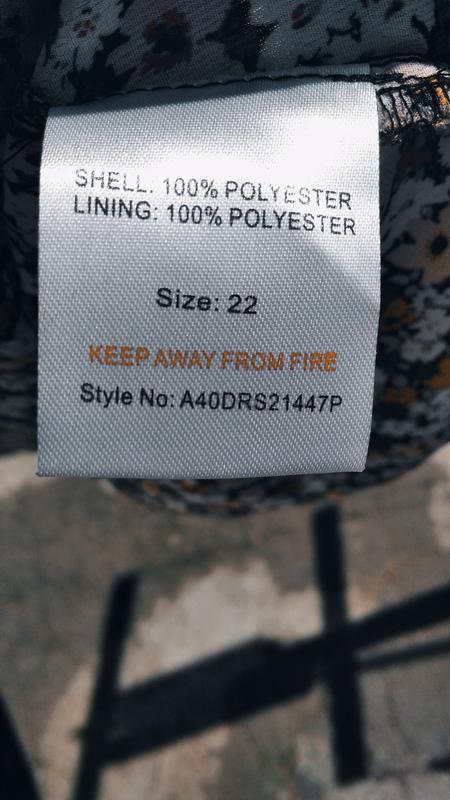 SHELL: 100% POLYESTER
LINING: 100% POLYESTER
Size: 22
KEEP AWAY FROM FIRE
Style No: A40DRS21447P